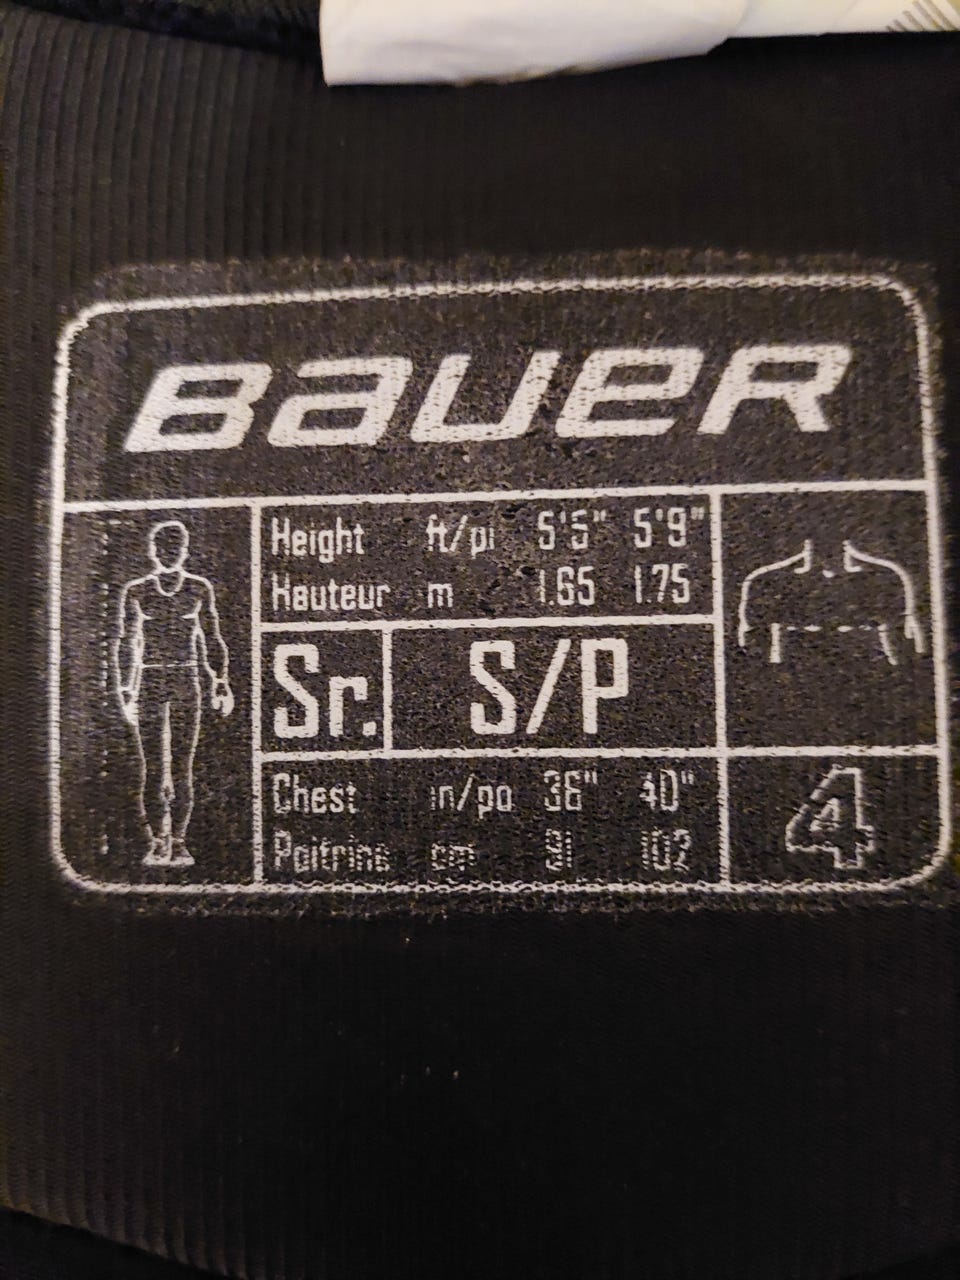 BAUER
Height ft/pi 5'5" 5'9"
Hauteur m 1.65 1.75
Sr. S/P
Chest in/po 36" 40"
Poitrine cm 91 102
4